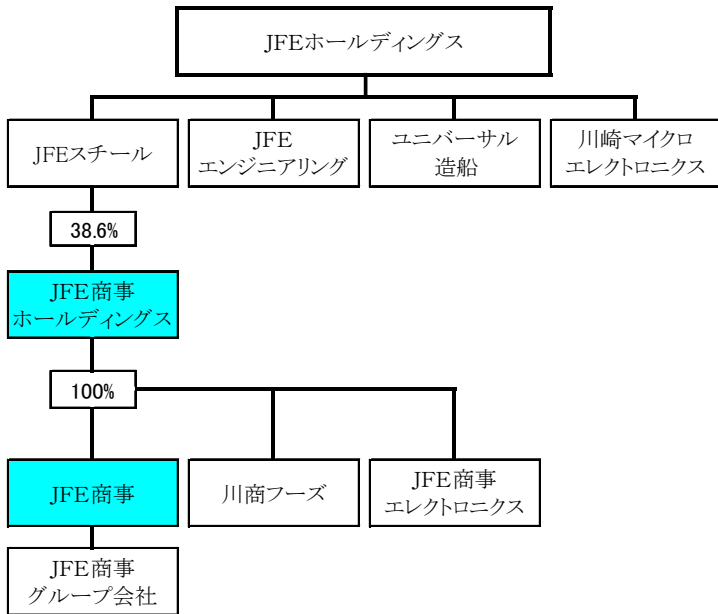 JFEホールディングス
JFEスチール
JFE
エンジニアリング
ユニバーサル
造船
川崎マイクロ
エレクトロニクス
38.6%
JFE商事
ホールディングス
100%
JFE商事
川商フーズ
JFE商事
エレクトロニクス
JFE商事
グループ会社